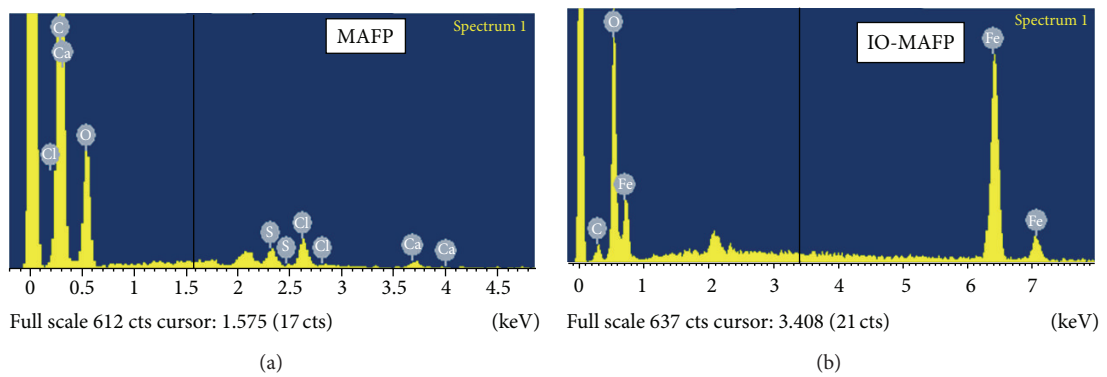 Spectrum 1
MAFP
C
Ca
Cl
O
S
S
Cl
Cl
Ca
Ca
0 0.5 1 1.5 2 2.5 3 3.5 4 4.5
Full scale 612 cts cursor: 1.575 (17 cts) (keV)
(a)
Spectrum 1
IO-MAFP
O
C
Fe
Fe
Fe
0 1 2 3 4 5 6 7
Full scale 637 cts cursor: 3.408 (21 cts) (keV)
(b)